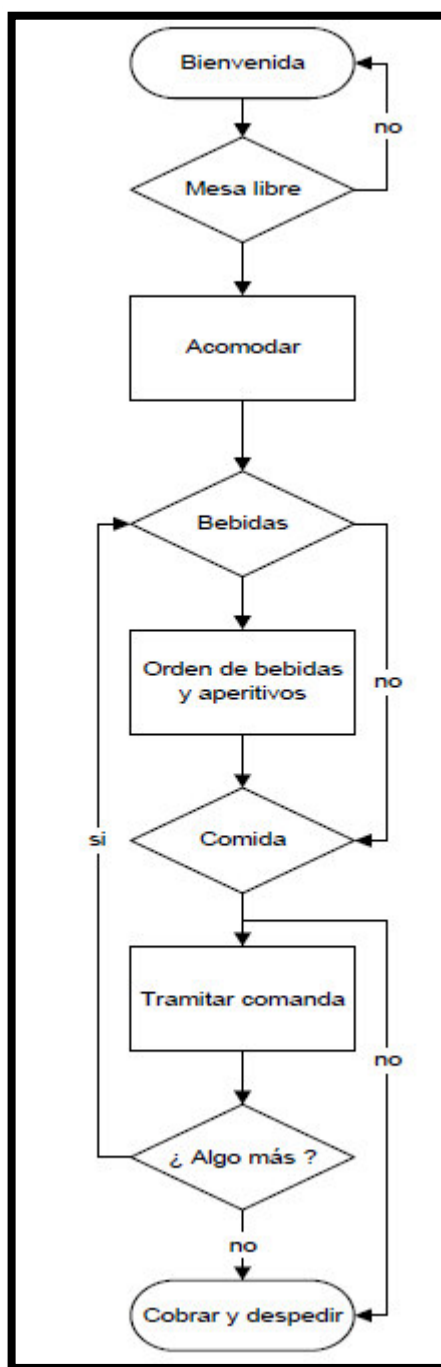 Bienvenida
no
Mesa libre
Acomodar
Bebidas
Orden de bebidas
y aperitivos
no
Comida
si
Tramitar comanda
no
¿ Algo más ?
no
Cobrar y despedir